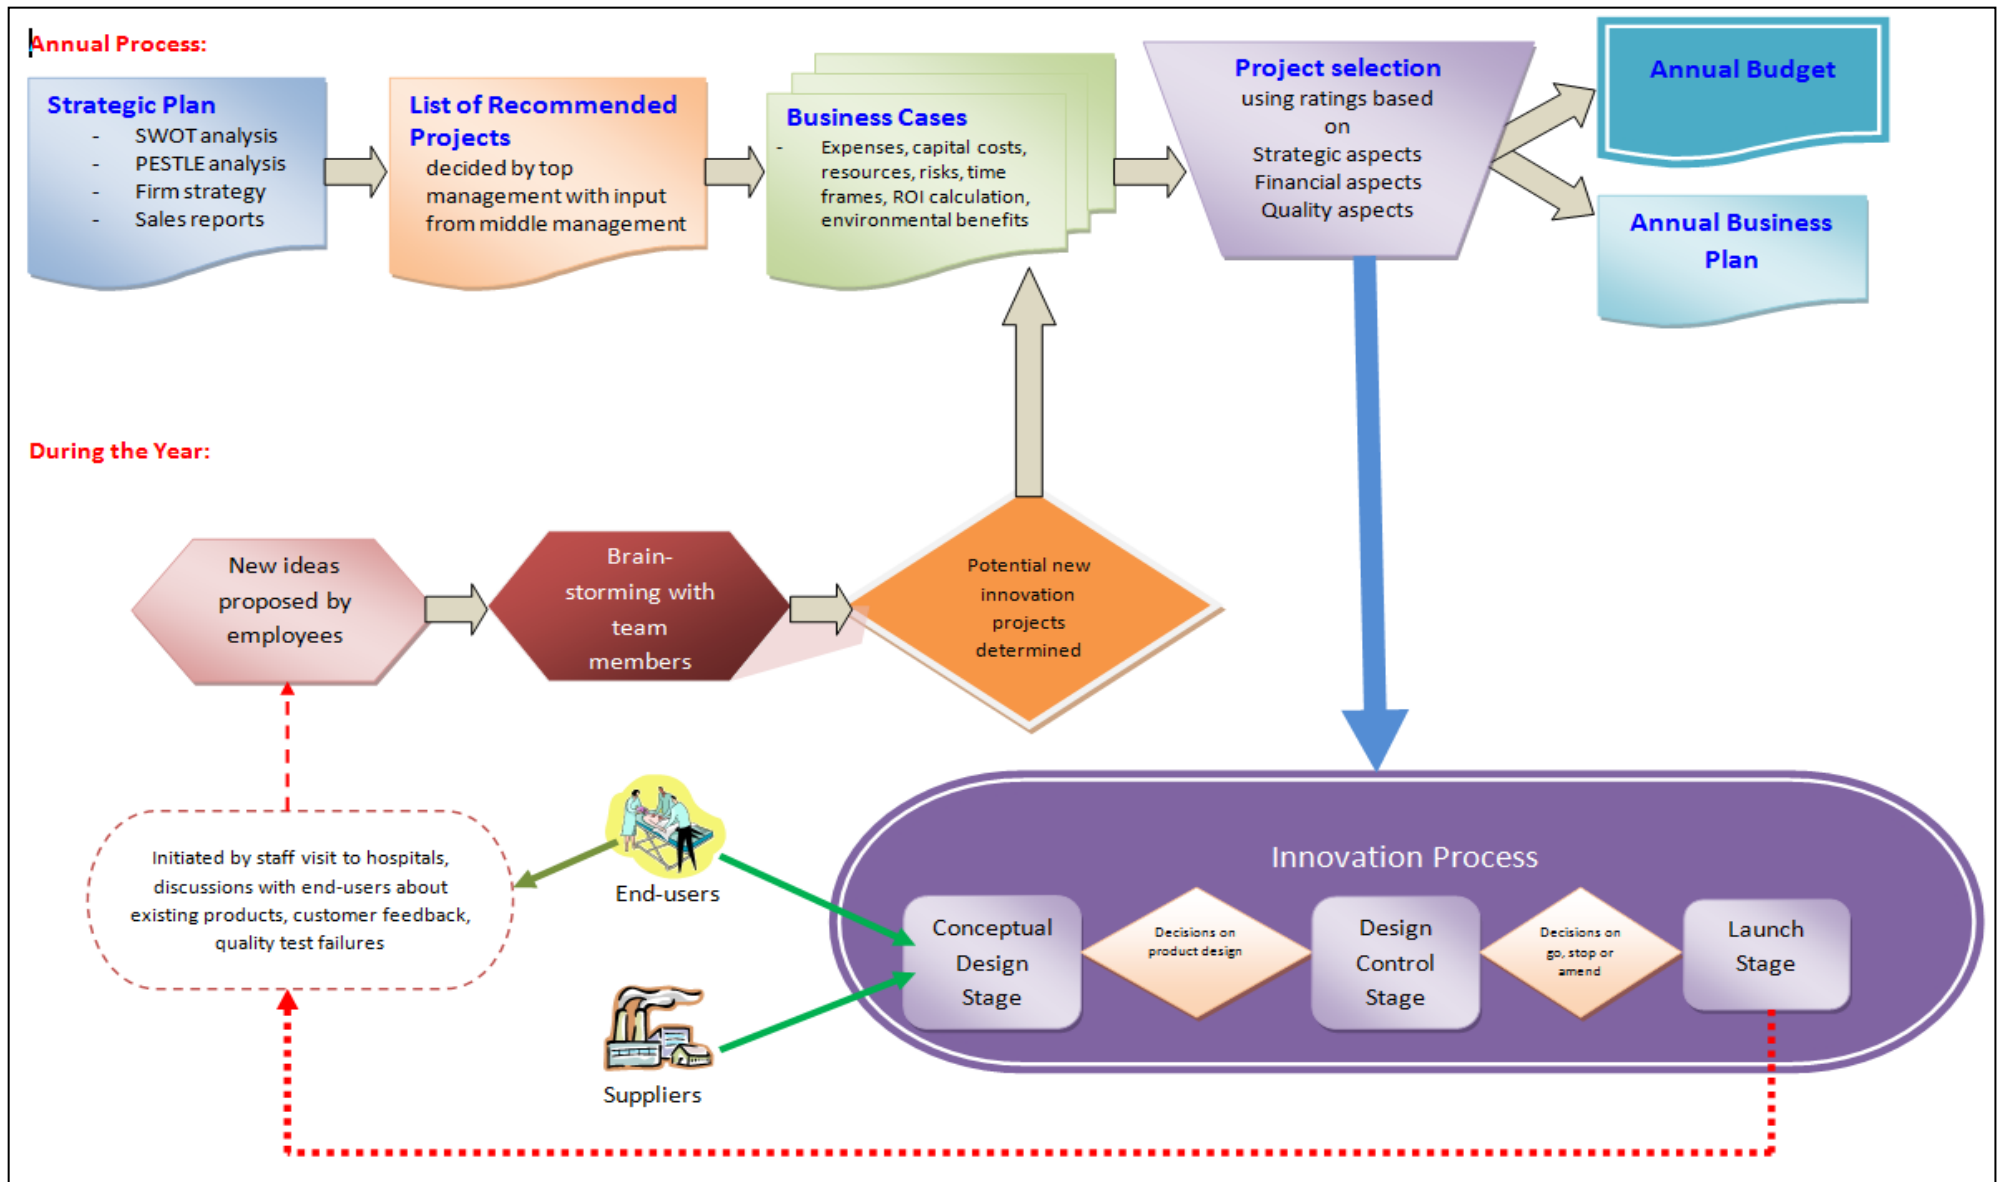 Annual Process:
Strategic Plan
- SWOT analysis
- PESTLE analysis
- Firm strategy
- Sales reports
List of Recommended
Projects
decided by top
management with input
from middle management
Business Cases
- Expenses, capital costs,
resources, risks, time
frames, ROI calculation,
environmental benefits
Project selection
using ratings based
on
Strategic aspects
Financial aspects
Quality aspects
Annual Budget
Annual Business
Plan
During the Year:
New ideas
proposed by
employees
Brain-
storming with
team
members
Potential new
innovation
projects
determined
Initiated by staff visit to hospitals,
discussions with end-users about
existing products, customer feedback,
quality test failures
End-users
Suppliers
Innovation Process
Conceptual
Design
Stage
Decisions on
product design
Design
Control
Stage
Decisions on
go, stop or
amend
Launch
Stage